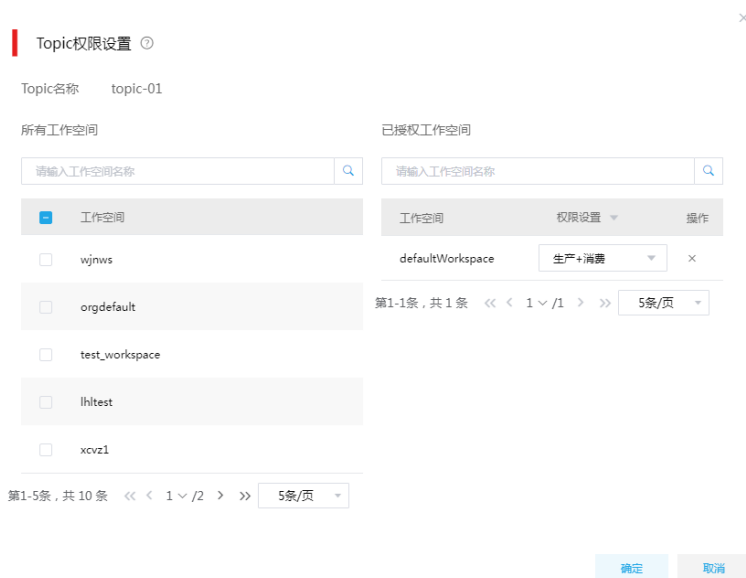 Topic权限设置
Topic名称 topic-01
所有工作空间
请输入工作空间名称
工作空间
wjnws
orgdefault
test_workspace
lhltest
xcvz1
第1-5条，共 10 条 1 /2 5条/页
已授权工作空间
请输入工作空间名称
工作空间 权限设置 操作
defaultWorkspace 生产+消费
第1-1条，共 1 条 1 /1 5条/页
确定 取消